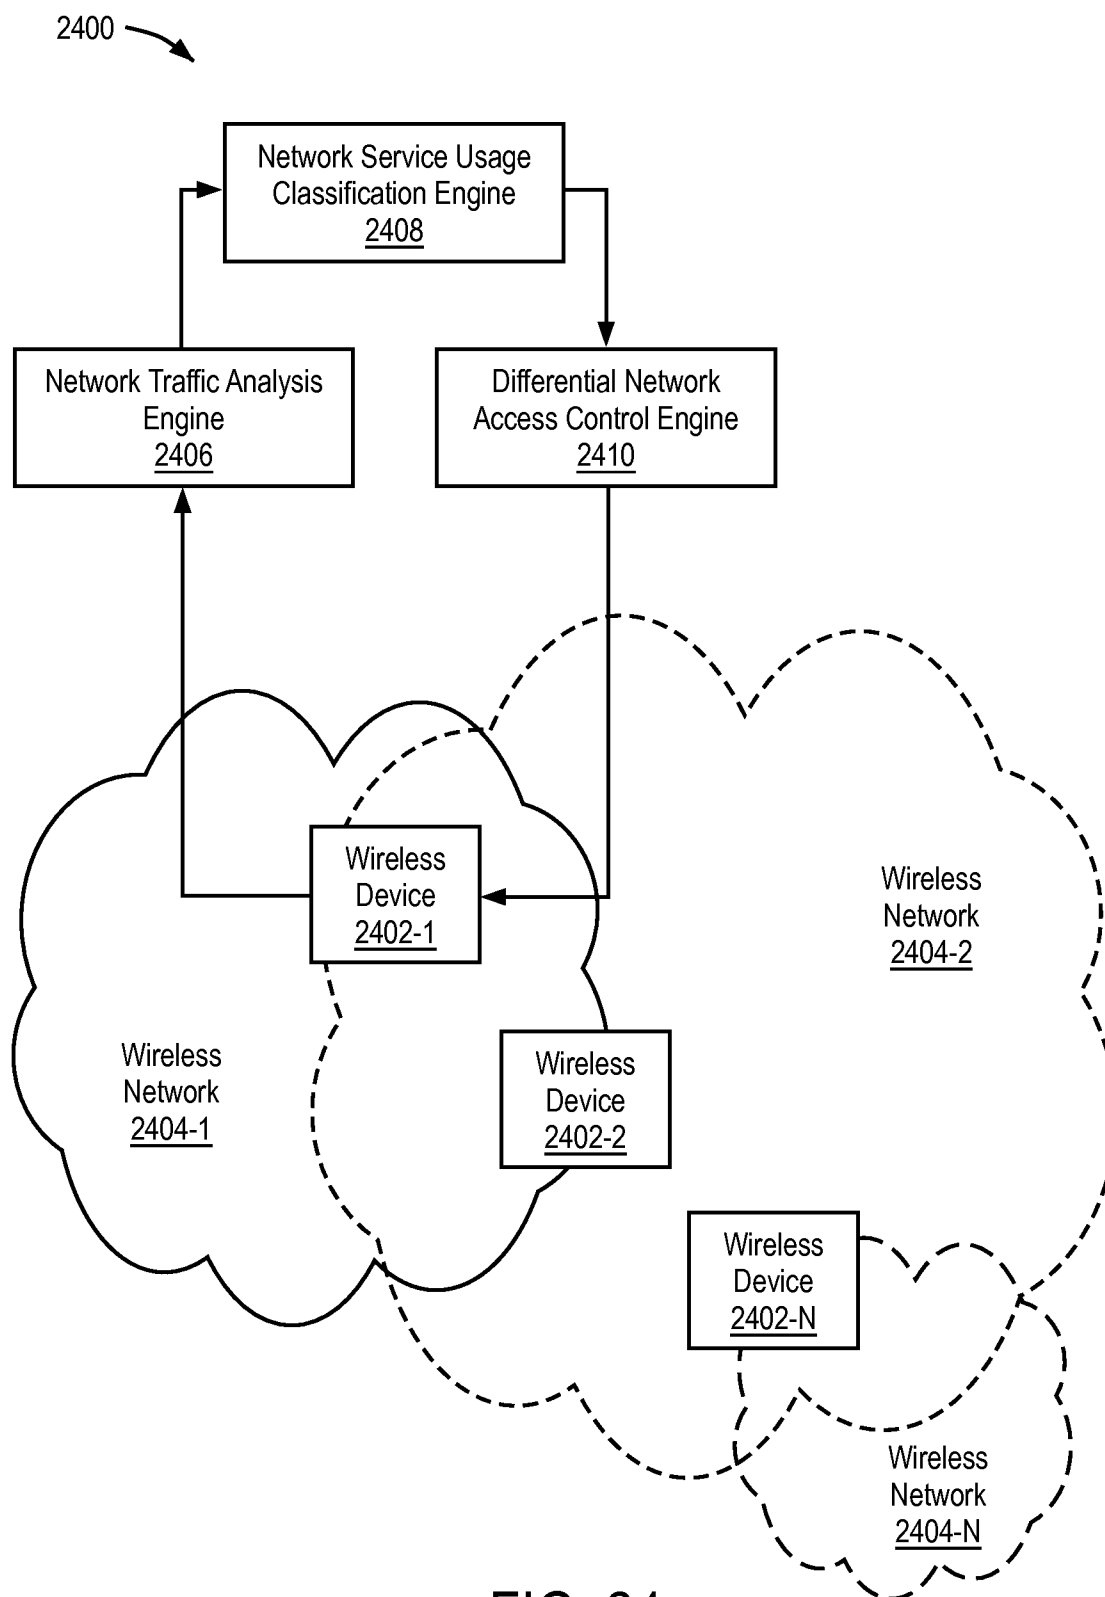 2400
Network Service Usage
Classification Engine
2408
Network Traffic Analysis
Engine
2406
Differential Network
Access Control Engine
2410
Wireless
Device
2402-1
Wireless
Network
2404-2
Wireless
Network
2404-1
Wireless
Device
2402-2
Wireless
Device
2402-N
Wireless
Network
2404-N